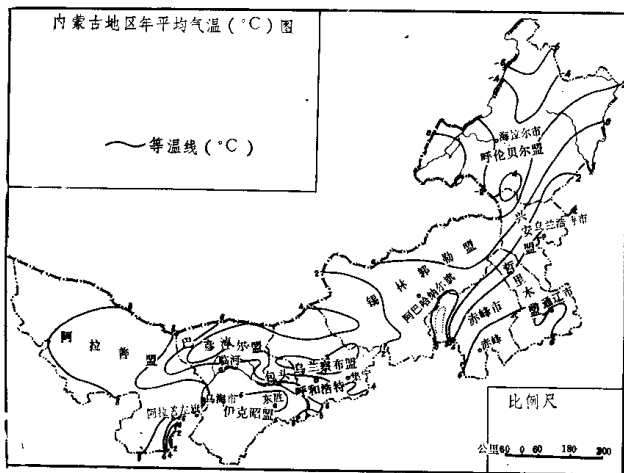 内蒙古地区年平均气温(°C)图
等温线(°C)
海拉尔市
呼伦贝尔盟
兴
安乌兰浩特市
盟
锡林郭勒盟
哲
里
木
盟
通辽市
阿巴哈纳尔旗
赤峰市
赤峰
阿拉善盟
巴彦淖尔盟
临河
包头
乌兰察布盟
呼和浩特
乌海市
东胜
伊克昭盟
阿拉善左旗
比例尺
公里60 0 60 180 300